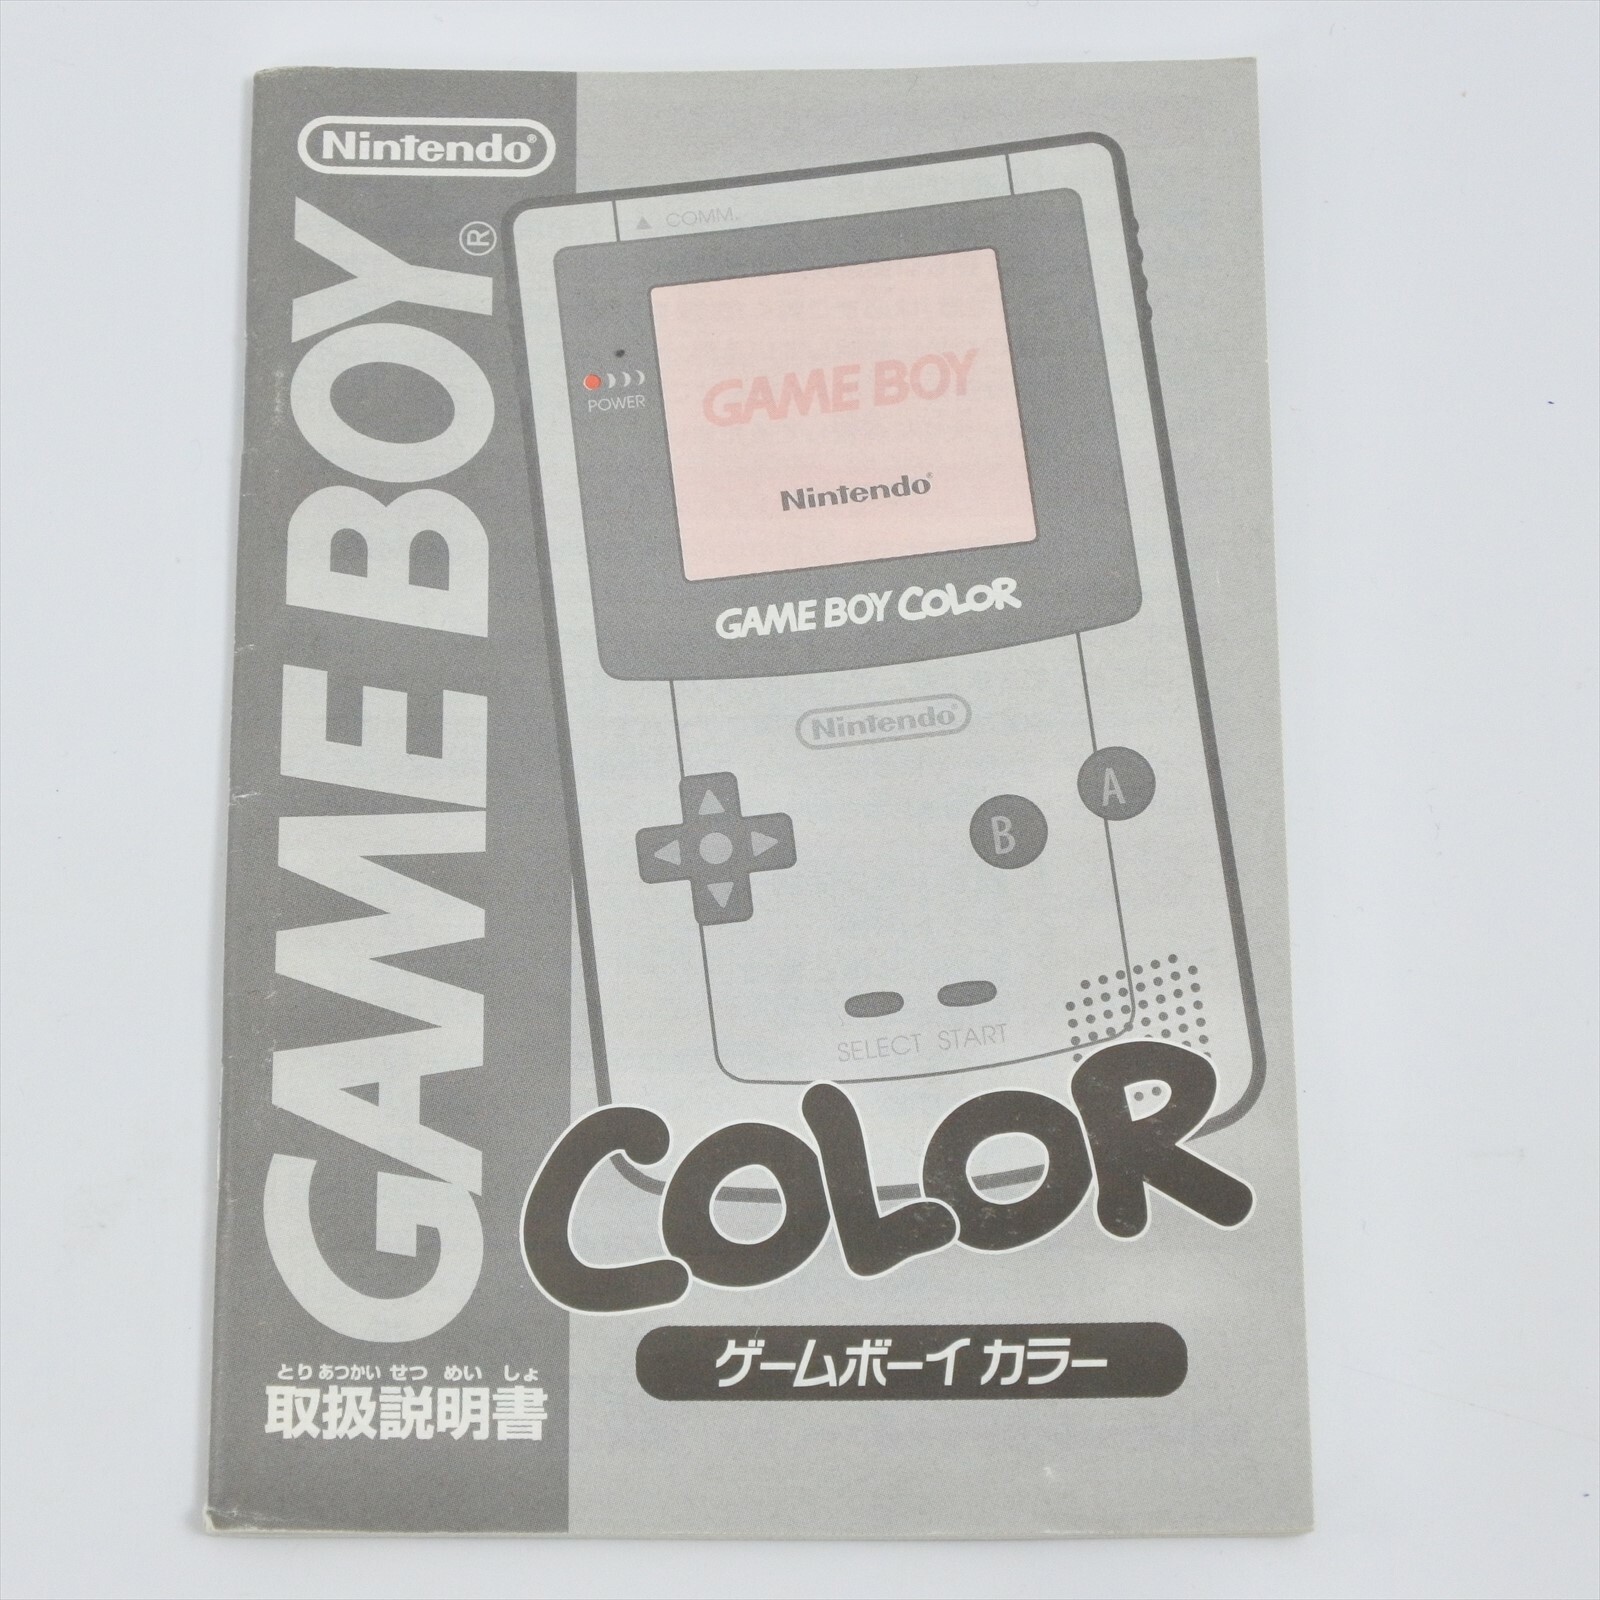 Nintendo®
GAME BOY®
▲ COMM.
POWER
GAME BOY
Nintendo®
GAME BOY COLOR
Nintendo®
A
B
SELECT START
COLOR
ゲームボーイ カラー
とり あつかい せつ めい しょ
取扱説明書